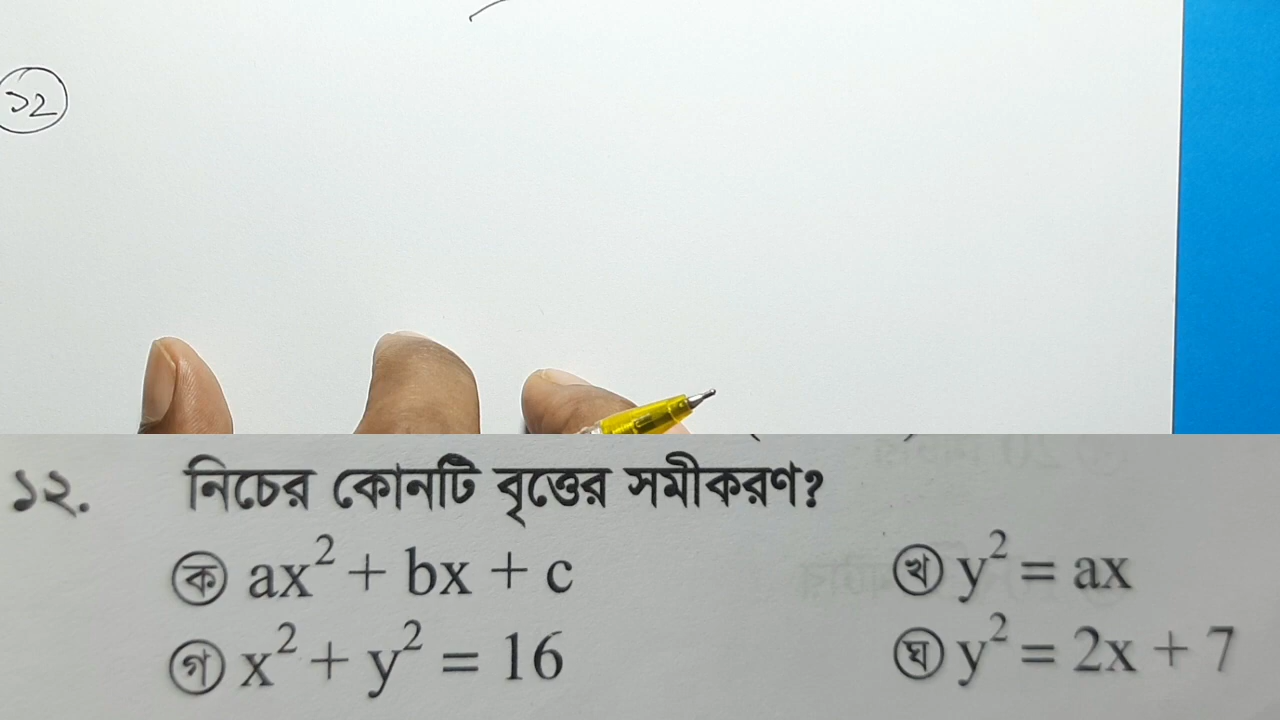 ১২
১২. নিচের কোনটি বৃত্তের সমীকরণ?
ক ax² + bx + c খ y² = ax
গ x² + y² = 16 ঘ y² = 2x + 7